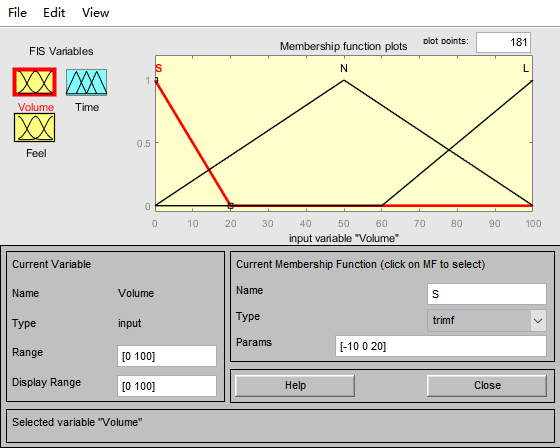 File Edit View
FIS Variables
Volume
Time
Feel
Membership function plots
plot points:
181
S
N
L
1
0.5
0
0 10 20 30 40 50 60 70 80 90 100
input variable "Volume"
Current Variable
Name Volume
Type input
Range [0 100]
Display Range [0 100]
Current Membership Function (click on MF to select)
Name S
Type trimf
Params [-10 0 20]
Help
Close
Selected variable "Volume"